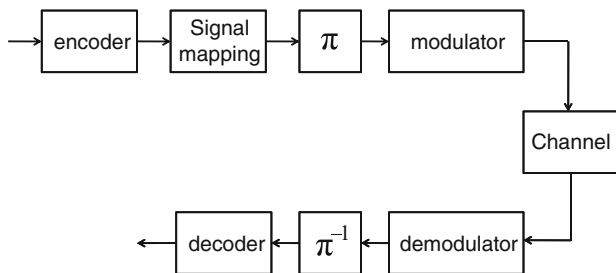 encoder
Signal
mapping
π
modulator
Channel
decoder
π⁻¹
demodulator